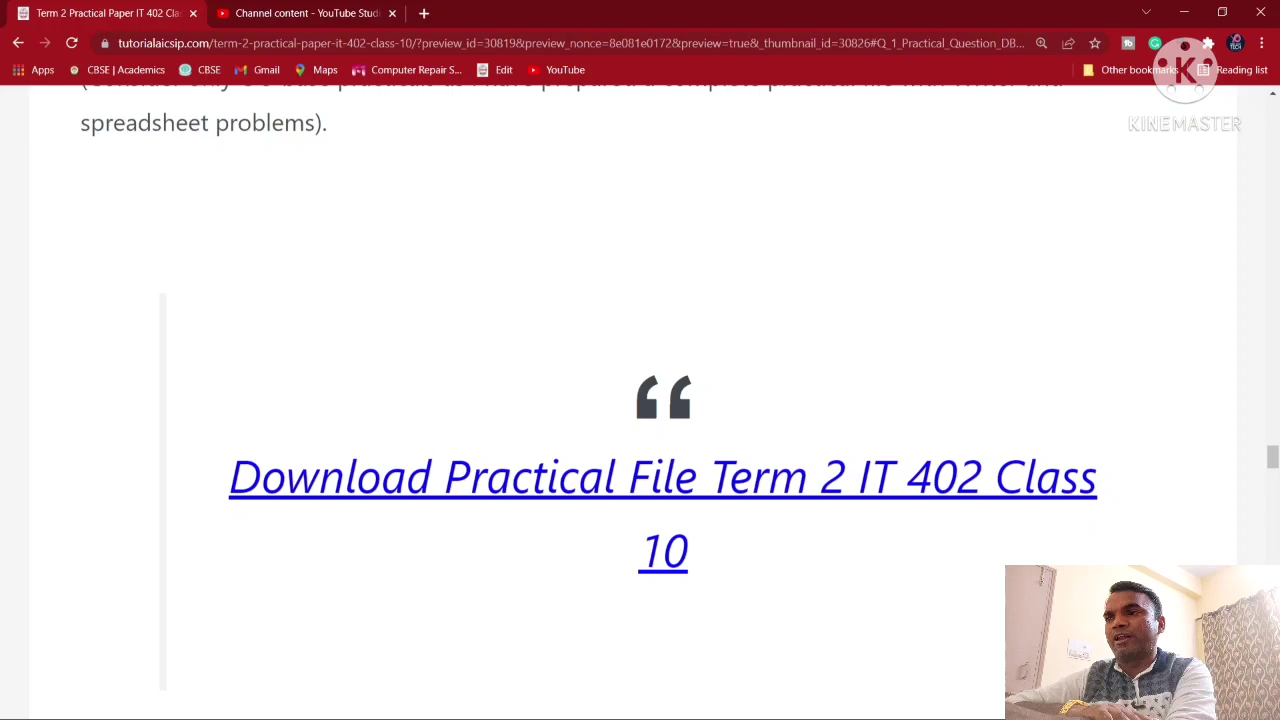 Term 2 Practical Paper IT 402 Cla
Channel content - YouTube Studi
tutorialaicsip.com/term-2-practical-paper-it-402-class-10/?preview_id=30819&preview_nonce=8e081e0172&preview=true&_thumbnail_id=30826#Q_1_Practical_Question_DB...
Apps
CBSE | Academics
CBSE
Gmail
Maps
Computer Repair S...
Edit
YouTube
Other bookmarks
Reading list
K
KINEMASTER
spreadsheet problems).
Download Practical File Term 2 IT 402 Class
10